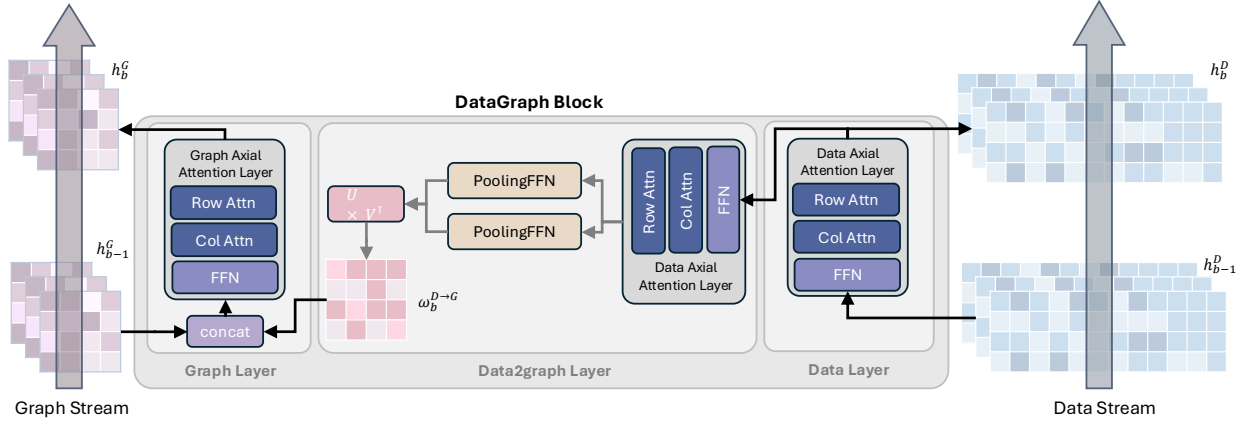 DataGraph Block
h_b^G
Graph Axial
Attention Layer
Row Attn
Col Attn
FFN
concat
h_{b-1}^G
Graph Layer
Graph Stream
U
× V^⊤
PoolingFFN
PoolingFFN
ω_b^{D→G}
Row Attn
Col Attn
FFN
Data Axial
Attention Layer
Data2graph Layer
Data Axial
Attention Layer
Row Attn
Col Attn
FFN
Data Layer
h_b^D
h_{b-1}^D
Data Stream